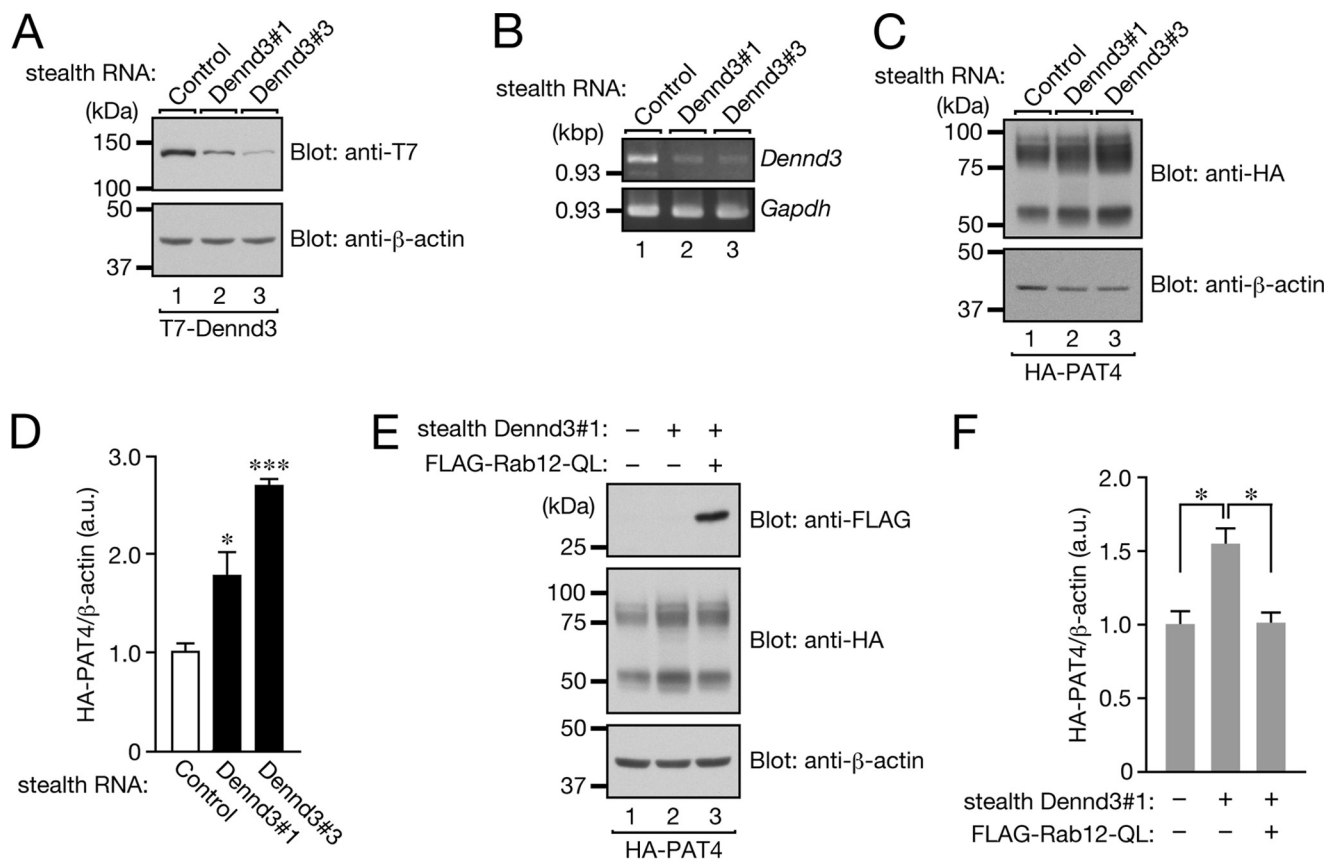 A
stealth RNA:
Control
Dennd3#1
Dennd3#3
(kDa)
150
100
Blot: anti-T7
50
37
Blot: anti-β-actin
1 2 3
T7-Dennd3
B
stealth RNA:
Control
Dennd3#1
Dennd3#3
(kbp)
0.93
Dennd3
0.93
Gapdh
1 2 3
C
stealth RNA:
Control
Dennd3#1
Dennd3#3
(kDa)
100
75
50
Blot: anti-HA
50
37
Blot: anti-β-actin
1 2 3
HA-PAT4
D
HA-PAT4/β-actin (a.u.)
3.0
2.0
1.0
0
*
***
stealth RNA:
Control
Dennd3#1
Dennd3#3
E
stealth Dennd3#1: − + +
FLAG-Rab12-QL: − − +
(kDa)
25
Blot: anti-FLAG
100
75
50
Blot: anti-HA
50
37
Blot: anti-β-actin
1 2 3
HA-PAT4
F
HA-PAT4/β-actin (a.u.)
2.0
1.5
1.0
0.5
0
* *
stealth Dennd3#1: − + +
FLAG-Rab12-QL: − − +